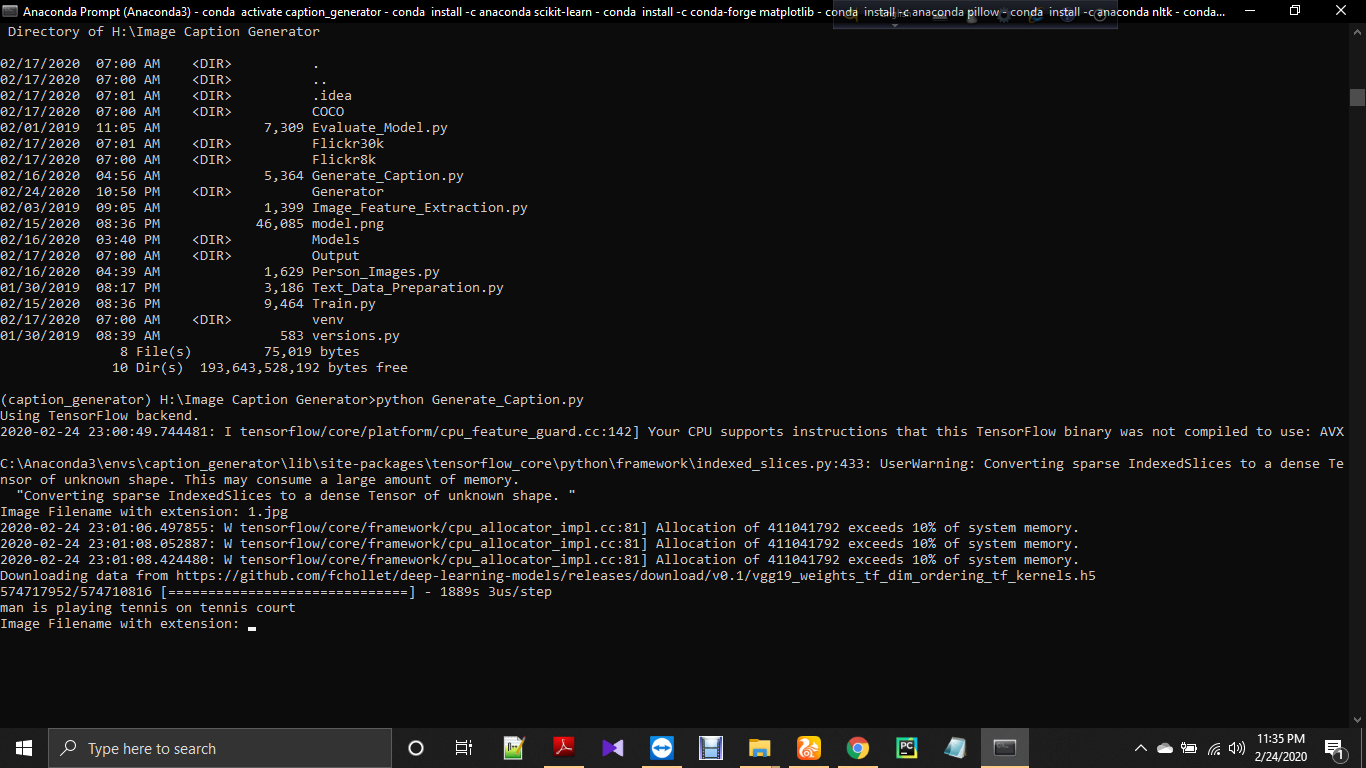 Anaconda Prompt (Anaconda3) - conda  activate caption_generator - conda  install -c anaconda scikit-learn - conda  install -c conda-forge matplotlib - conda  install -c anaconda pillow - conda  install -c anaconda nltk - conda...
 Directory of H:\Image Caption Generator
02/17/2020  07:00 AM    <DIR>          .
02/17/2020  07:00 AM    <DIR>          ..
02/17/2020  07:01 AM    <DIR>          .idea
02/17/2020  07:00 AM    <DIR>          COCO
02/01/2019  11:05 AM             7,309 Evaluate_Model.py
02/17/2020  07:01 AM    <DIR>          Flickr30k
02/17/2020  07:00 AM    <DIR>          Flickr8k
02/16/2020  04:56 AM             5,364 Generate_Caption.py
02/24/2020  10:50 PM    <DIR>          Generator
02/03/2019  09:05 AM             1,399 Image_Feature_Extraction.py
02/15/2020  08:36 PM            46,085 model.png
02/16/2020  03:40 PM    <DIR>          Models
02/17/2020  07:00 AM    <DIR>          Output
02/16/2020  04:39 AM             1,629 Person_Images.py
01/30/2019  08:17 PM             3,186 Text_Data_Preparation.py
02/15/2020  08:36 PM             9,464 Train.py
02/17/2020  07:00 AM    <DIR>          venv
01/30/2019  08:39 AM               583 versions.py
               8 File(s)         75,019 bytes
              10 Dir(s)  193,643,528,192 bytes free
(caption_generator) H:\Image Caption Generator>python Generate_Caption.py
Using TensorFlow backend.
2020-02-24 23:00:49.744481: I tensorflow/core/platform/cpu_feature_guard.cc:142] Your CPU supports instructions that this TensorFlow binary was not compiled to use: AVX
C:\Anaconda3\envs\caption_generator\lib\site-packages\tensorflow_core\python\framework\indexed_slices.py:433: UserWarning: Converting sparse IndexedSlices to a dense Te
nsor of unknown shape. This may consume a large amount of memory.
  "Converting sparse IndexedSlices to a dense Tensor of unknown shape. "
Image Filename with extension: 1.jpg
2020-02-24 23:01:06.497855: W tensorflow/core/framework/cpu_allocator_impl.cc:81] Allocation of 411041792 exceeds 10% of system memory.
2020-02-24 23:01:08.052887: W tensorflow/core/framework/cpu_allocator_impl.cc:81] Allocation of 411041792 exceeds 10% of system memory.
2020-02-24 23:01:08.424480: W tensorflow/core/framework/cpu_allocator_impl.cc:81] Allocation of 411041792 exceeds 10% of system memory.
Downloading data from https://github.com/fchollet/deep-learning-models/releases/download/v0.1/vgg19_weights_tf_dim_ordering_tf_kernels.h5
574717952/574710816 [==============================] - 1889s 3us/step
man is playing tennis on tennis court
Image Filename with extension:
Type here to search
PC
11:35 PM
2/24/2020
1